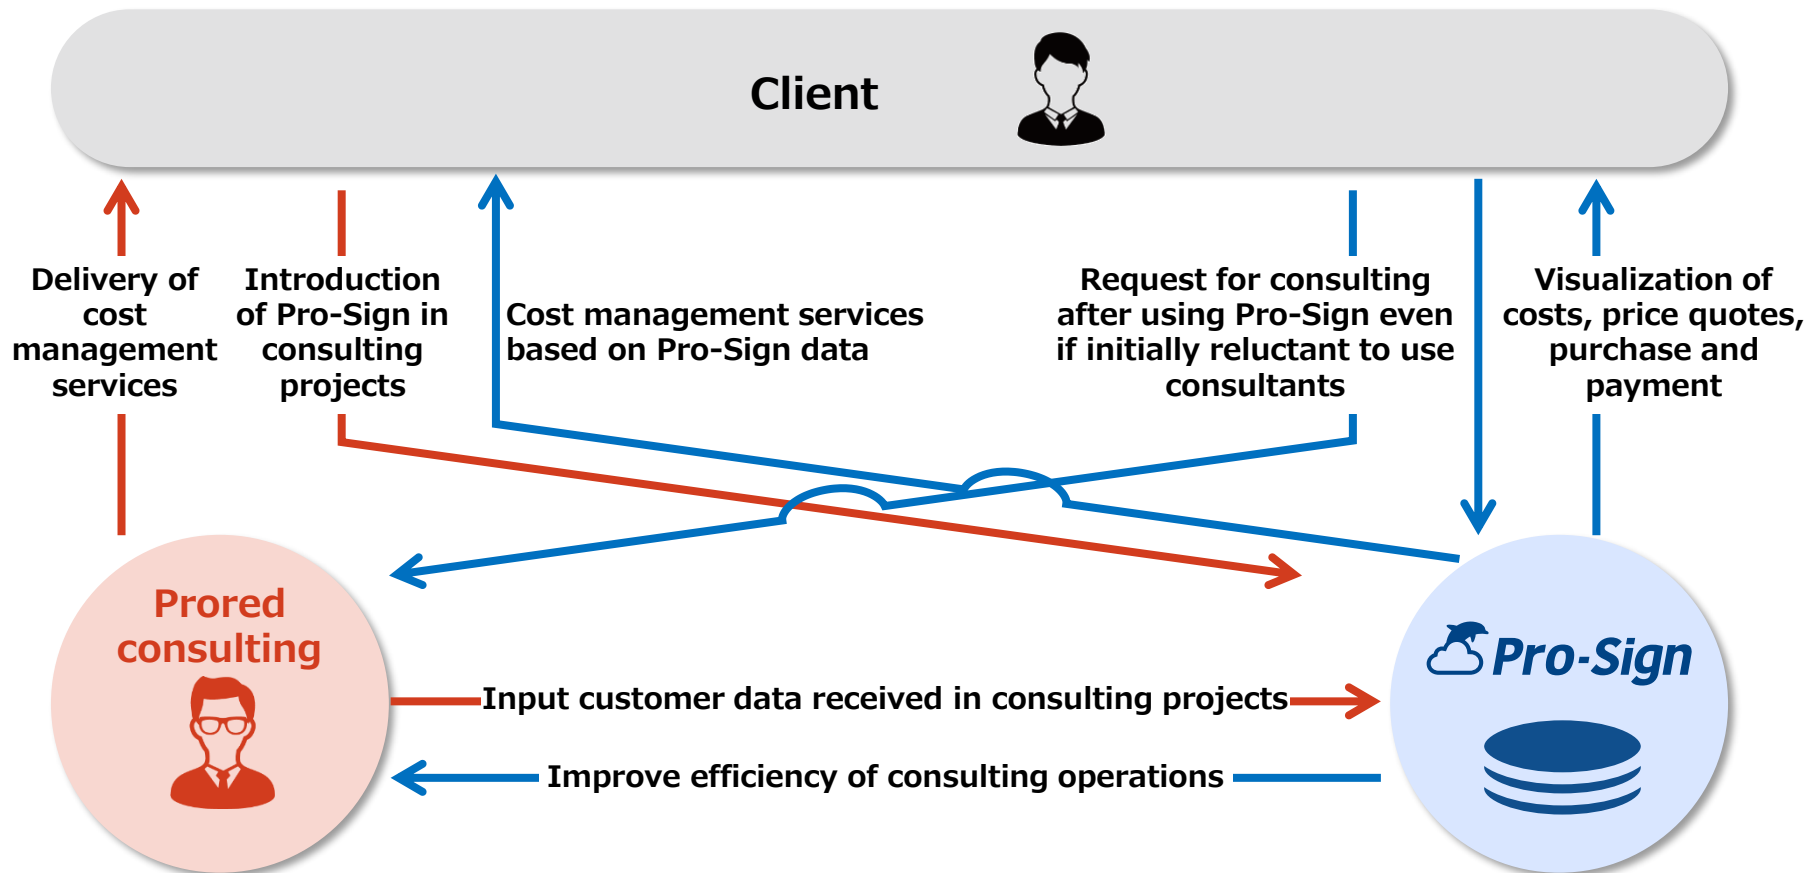 Client
Delivery of
cost
management
services
Introduction
of Pro-Sign in
consulting
projects
Cost management services
based on Pro-Sign data
Request for consulting
after using Pro-Sign even
if initially reluctant to use
consultants
Visualization of
costs, price quotes,
purchase and
payment
Prored
consulting
Pro-Sign
Input customer data received in consulting projects
Improve efficiency of consulting operations